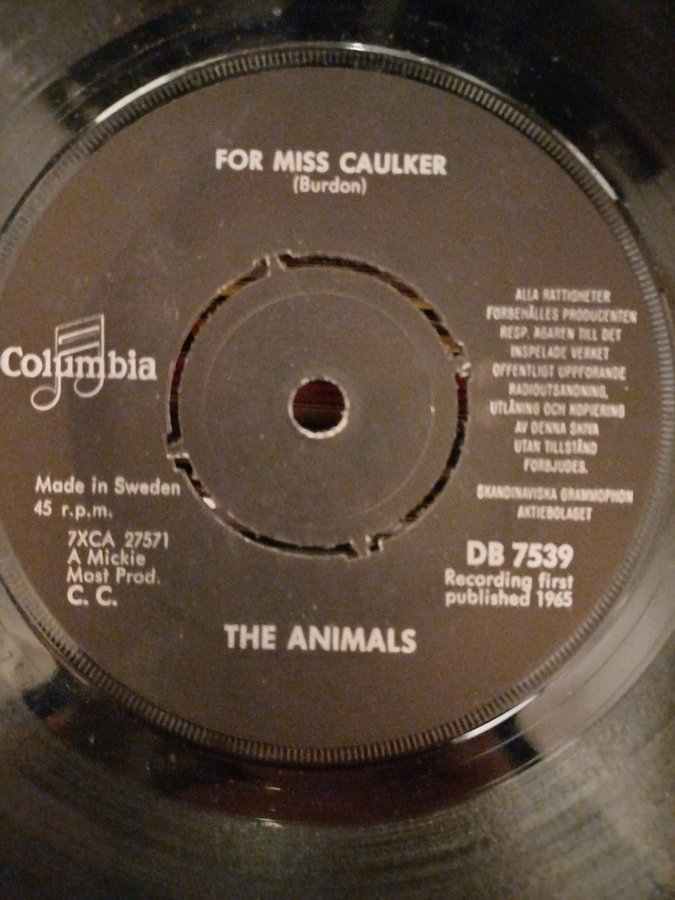 FOR MISS CAULKER
(Burdon)
Columbia
ALLA RÄTTIGHETER
FÖRBEHÅLLES PRODUCENTEN
RESP. ÄGAREN TILL DET
INSPELADE VERKET
OFFENTLIGT UPPFÖRANDE
RADIOUTSÄNDNING,
UTLÅNING OCH KOPIERING
AV DENNA SKIVA
UTAN TILLSTÅND
FÖRBJUDES.
SKANDINAVISKA GRAMMOPHON
AKTIEBOLAGET
Made in Sweden
45 r.p.m.
7XCA 27571
A Mickie
Most Prod.
C. C.
DB 7539
Recording first
published 1965
THE ANIMALS